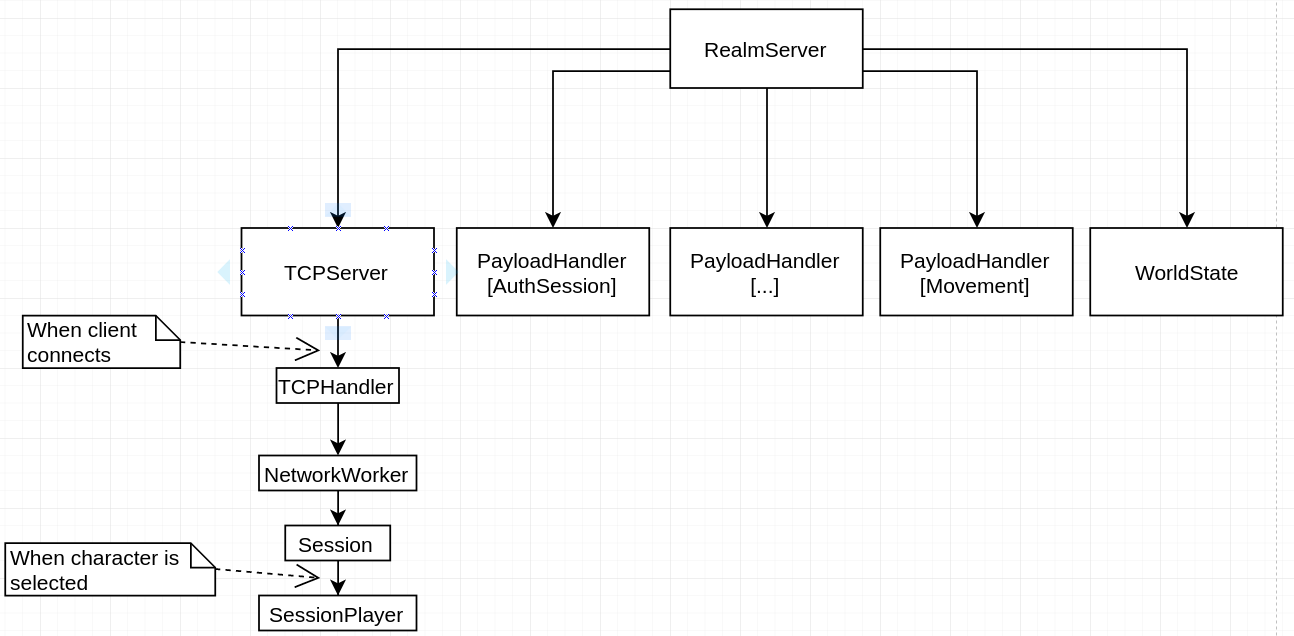 RealmServer
TCPServer
PayloadHandler
[AuthSession]
PayloadHandler
[...]
PayloadHandler
[Movement]
WorldState
When client
connects
TCPHandler
NetworkWorker
Session
When character is
selected
SessionPlayer